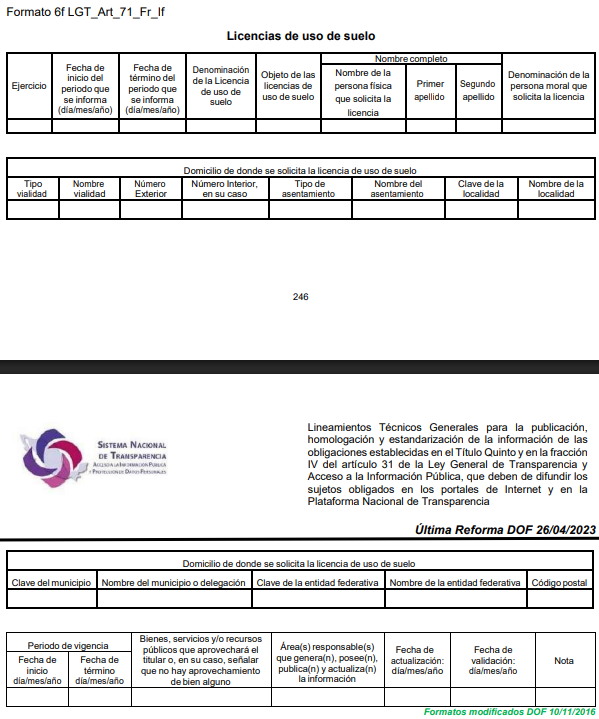 Formato 6f LGT_Art_71_Fr_If
Licencias de uso de suelo
Ejercicio
Fecha de
inicio del
periodo que
se informa
(día/mes/año)
Fecha de
término del
periodo que
se informa
(día/mes/año)
Denominación
de la Licencia
de uso de
suelo
Objeto de las
licencias de
uso de suelo
Nombre completo
Nombre de la
persona física
que solicita la
licencia
Primer
apellido
Segundo
apellido
Denominación de la
persona moral que
solicita la licencia
Domicilio de donde se solicita la licencia de uso de suelo
Tipo
vialidad
Nombre
vialidad
Número
Exterior
Número Interior,
en su caso
Tipo de
asentamiento
Nombre del
asentamiento
Clave de la
localidad
Nombre de la
localidad
246
SISTEMA NACIONAL
DE TRANSPARENCIA
ACCESO A LA INFORMACIÓN PÚBLICA
Y PROTECCIÓN DE DATOS PERSONALES
Lineamientos Técnicos Generales para la publicación,
homologación y estandarización de la información de las
obligaciones establecidas en el Título Quinto y en la fracción
IV del artículo 31 de la Ley General de Transparencia y
Acceso a la Información Pública, que deben de difundir los
sujetos obligados en los portales de Internet y en la
Plataforma Nacional de Transparencia
Última Reforma DOF 26/04/2023
Domicilio de donde se solicita la licencia de uso de suelo
Clave del municipio
Nombre del municipio o delegación
Clave de la entidad federativa
Nombre de la entidad federativa
Código postal
Periodo de vigencia
Fecha de
inicio
día/mes/año
Fecha de
término
día/mes/año
Bienes, servicios y/o recursos
públicos que aprovechará el
titular o, en su caso, señalar
que no hay aprovechamiento
de bien alguno
Área(s) responsable(s)
que genera(n), posee(n),
publica(n) y actualiza(n)
la información
Fecha de
actualización:
día/mes/año
Fecha de
validación:
día/mes/año
Nota
Formatos modificados DOF 10/11/2016